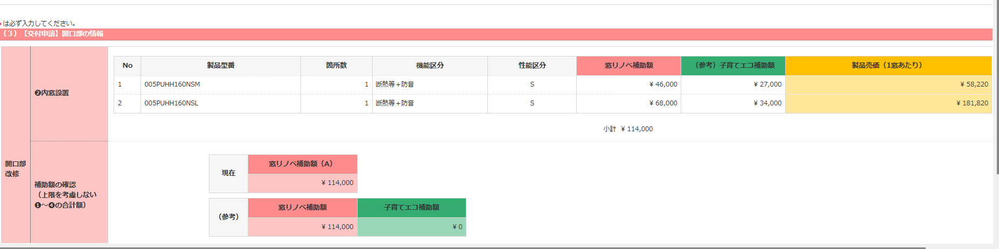 *は必ず入力してください。
（3）【交付申請】開口部の情報
No 製品型番 箇所数 機能区分 性能区分 窓リノベ補助額 （参考）子育てエコ補助額 製品売価（1窓あたり）
1 005PUHH160NSM 1 断熱等＋防音 S ¥ 46,000 ¥ 27,000 ¥ 58,220
❷内窓設置
2 005PUHH160NSL 1 断熱等＋防音 S ¥ 68,000 ¥ 34,000 ¥ 181,820
小計 ¥ 114,000
開口部
改修
補助額の確認
（上限を考慮しない
❶～❹の合計額）
現在
窓リノベ補助額（A）
¥ 114,000
（参考）
窓リノベ補助額 子育てエコ補助額
¥ 114,000 ¥ 0